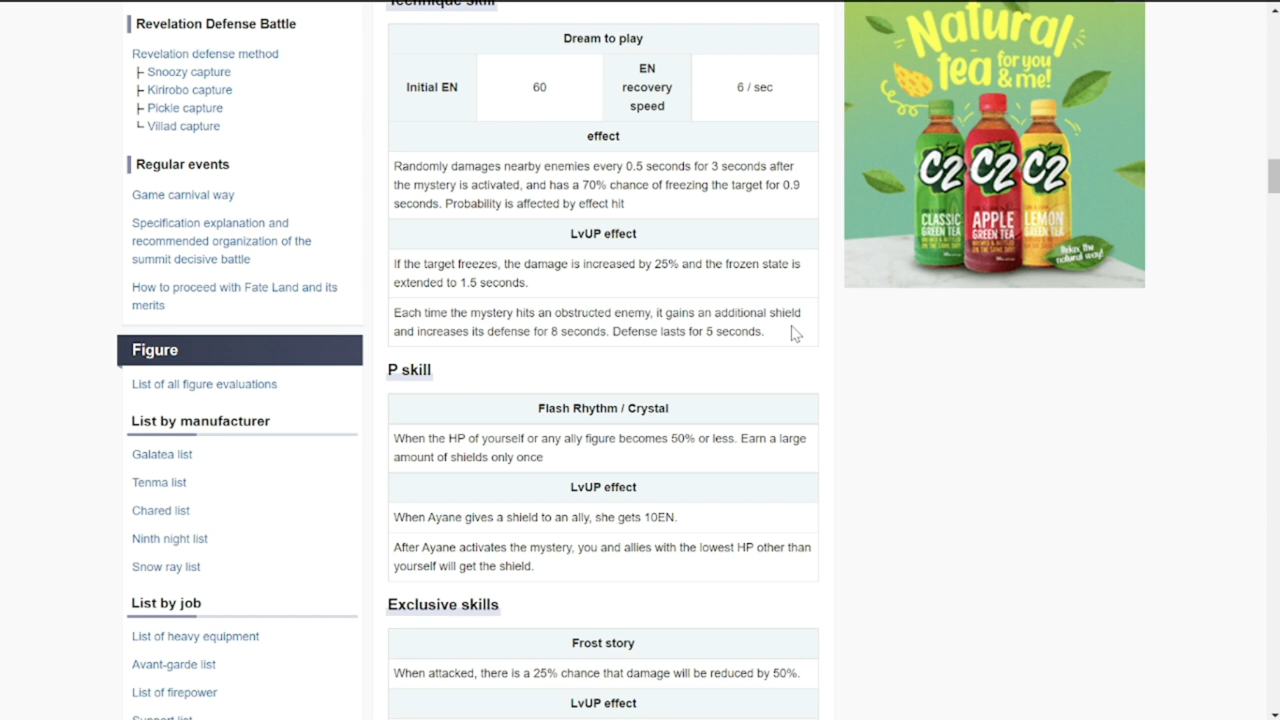 Revelation Defense Battle
Revelation defense method
Snoozy capture
Kirirobo capture
Pickle capture
Villad capture
Regular events
Game carnival way
Specification explanation and
recommended organization of the
summit decisive battle
How to proceed with Fate Land and its
merits
Figure
List of all figure evaluations
List by manufacturer
Galatea list
Tenma list
Chared list
Ninth night list
Snow ray list
List by job
List of heavy equipment
Avant-garde list
List of firepower
Support list
Technique skill
Dream to play
Initial EN 60 EN recovery speed 6 / sec
effect
Randomly damages nearby enemies every 0.5 seconds for 3 seconds after
the mystery is activated, and has a 70% chance of freezing the target for 0.9
seconds. Probability is affected by effect hit
LvUP effect
If the target freezes, the damage is increased by 25% and the frozen state is
extended to 1.5 seconds.
Each time the mystery hits an obstructed enemy, it gains an additional shield
and increases its defense for 8 seconds. Defense lasts for 5 seconds.
P skill
Flash Rhythm / Crystal
When the HP of yourself or any ally figure becomes 50% or less. Earn a large
amount of shields only once
LvUP effect
When Ayane gives a shield to an ally, she gets 10EN.
After Ayane activates the mystery, you and allies with the lowest HP other than
yourself will get the shield.
Exclusive skills
Frost story
When attacked, there is a 25% chance that damage will be reduced by 50%.
LvUP effect
Natural
tea for you
& me!
C2 C2 C2
CLASSIC GREEN TEA
APPLE GREEN TEA
LEMON GREEN TEA
Relax, the
natural way!